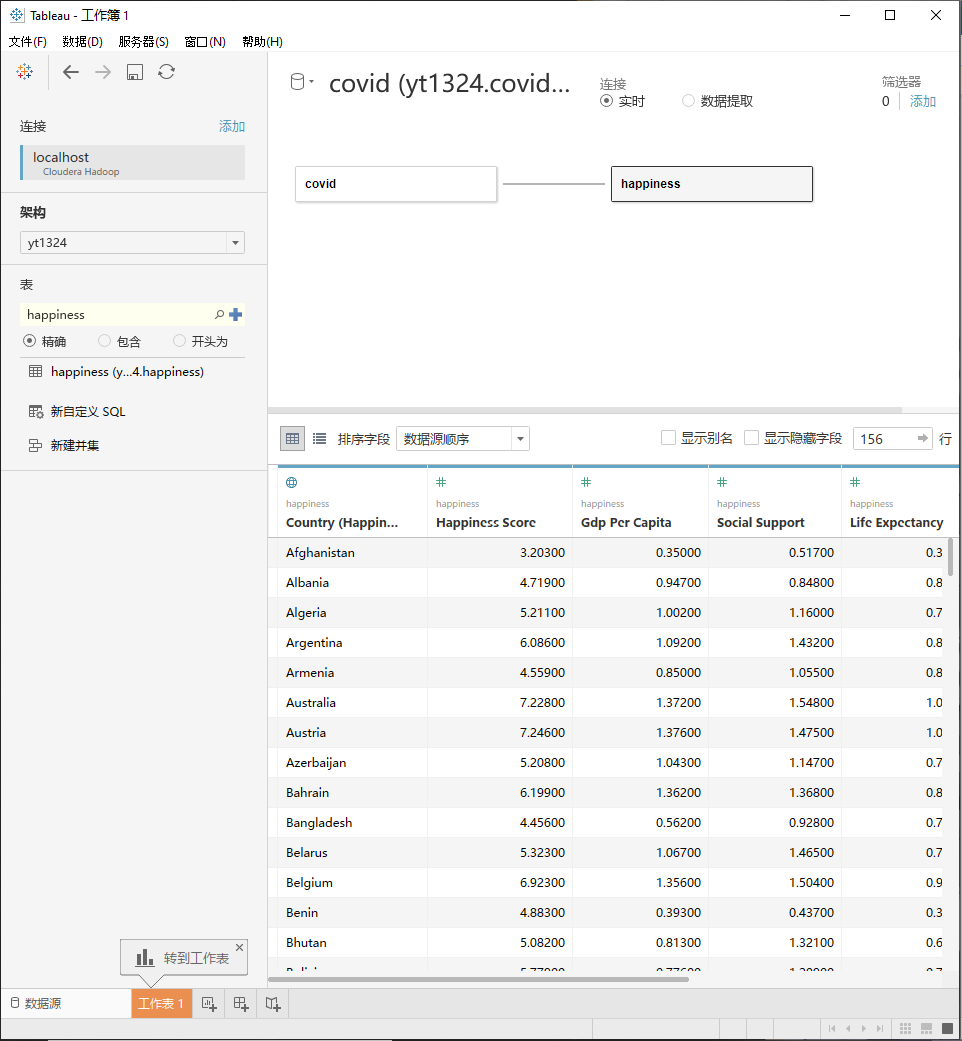 Tableau - 工作簿 1
文件(F) 数据(D) 服务器(S) 窗口(N) 帮助(H)
连接 添加
localhost
Cloudera Hadoop
架构
yt1324
表
happiness
精确 包含 开头为
happiness (y...4.happiness)
新自定义 SQL
新建并集
covid (yt1324.covid...
连接
实时 数据提取
筛选器
0 添加
covid happiness
排序字段 数据源顺序 显示别名 显示隐藏字段 156 行
happiness happiness happiness happiness happiness
Country (Happin... Happiness Score Gdp Per Capita Social Support Life Expectancy
Afghanistan 3.20300 0.35000 0.51700 0.3
Albania 4.71900 0.94700 0.84800 0.8
Algeria 5.21100 1.00200 1.16000 0.7
Argentina 6.08600 1.09200 1.43200 0.8
Armenia 4.55900 0.85000 1.05500 0.8
Australia 7.22800 1.37200 1.54800 1.0
Austria 7.24600 1.37600 1.47500 1.0
Azerbaijan 5.20800 1.04300 1.14700 0.7
Bahrain 6.19900 1.36200 1.36800 0.8
Bangladesh 4.45600 0.56200 0.92800 0.7
Belarus 5.32300 1.06700 1.46500 0.7
Belgium 6.92300 1.35600 1.50400 0.9
Benin 4.88300 0.39300 0.43700 0.3
Bhutan 5.08200 0.81300 1.32100 0.6
转到工作表
数据源 工作表 1